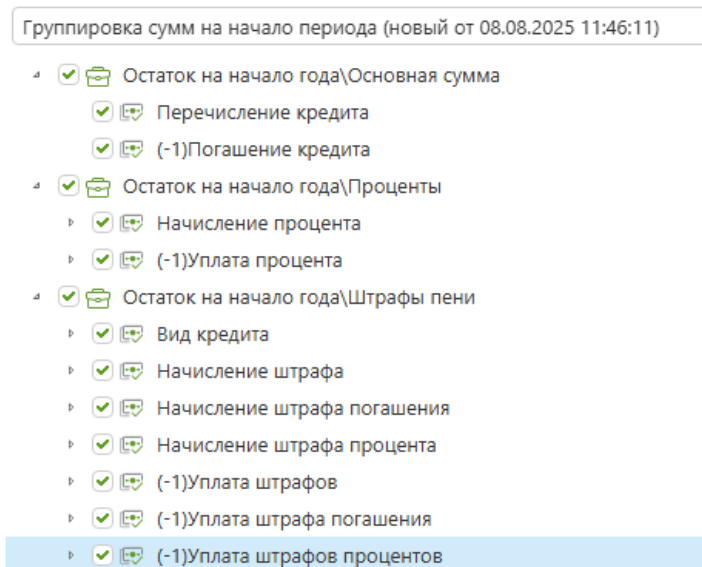 Группировка сумм на начало периода (новый от 08.08.2025 11:46:11)
Остаток на начало года\Основная сумма
Перечисление кредита
(-1)Погашение кредита
Остаток на начало года\Проценты
Начисление процента
(-1)Уплата процента
Остаток на начало года\Штрафы пени
Вид кредита
Начисление штрафа
Начисление штрафа погашения
Начисление штрафа процента
(-1)Уплата штрафов
(-1)Уплата штрафа погашения
(-1)Уплата штрафов процентов